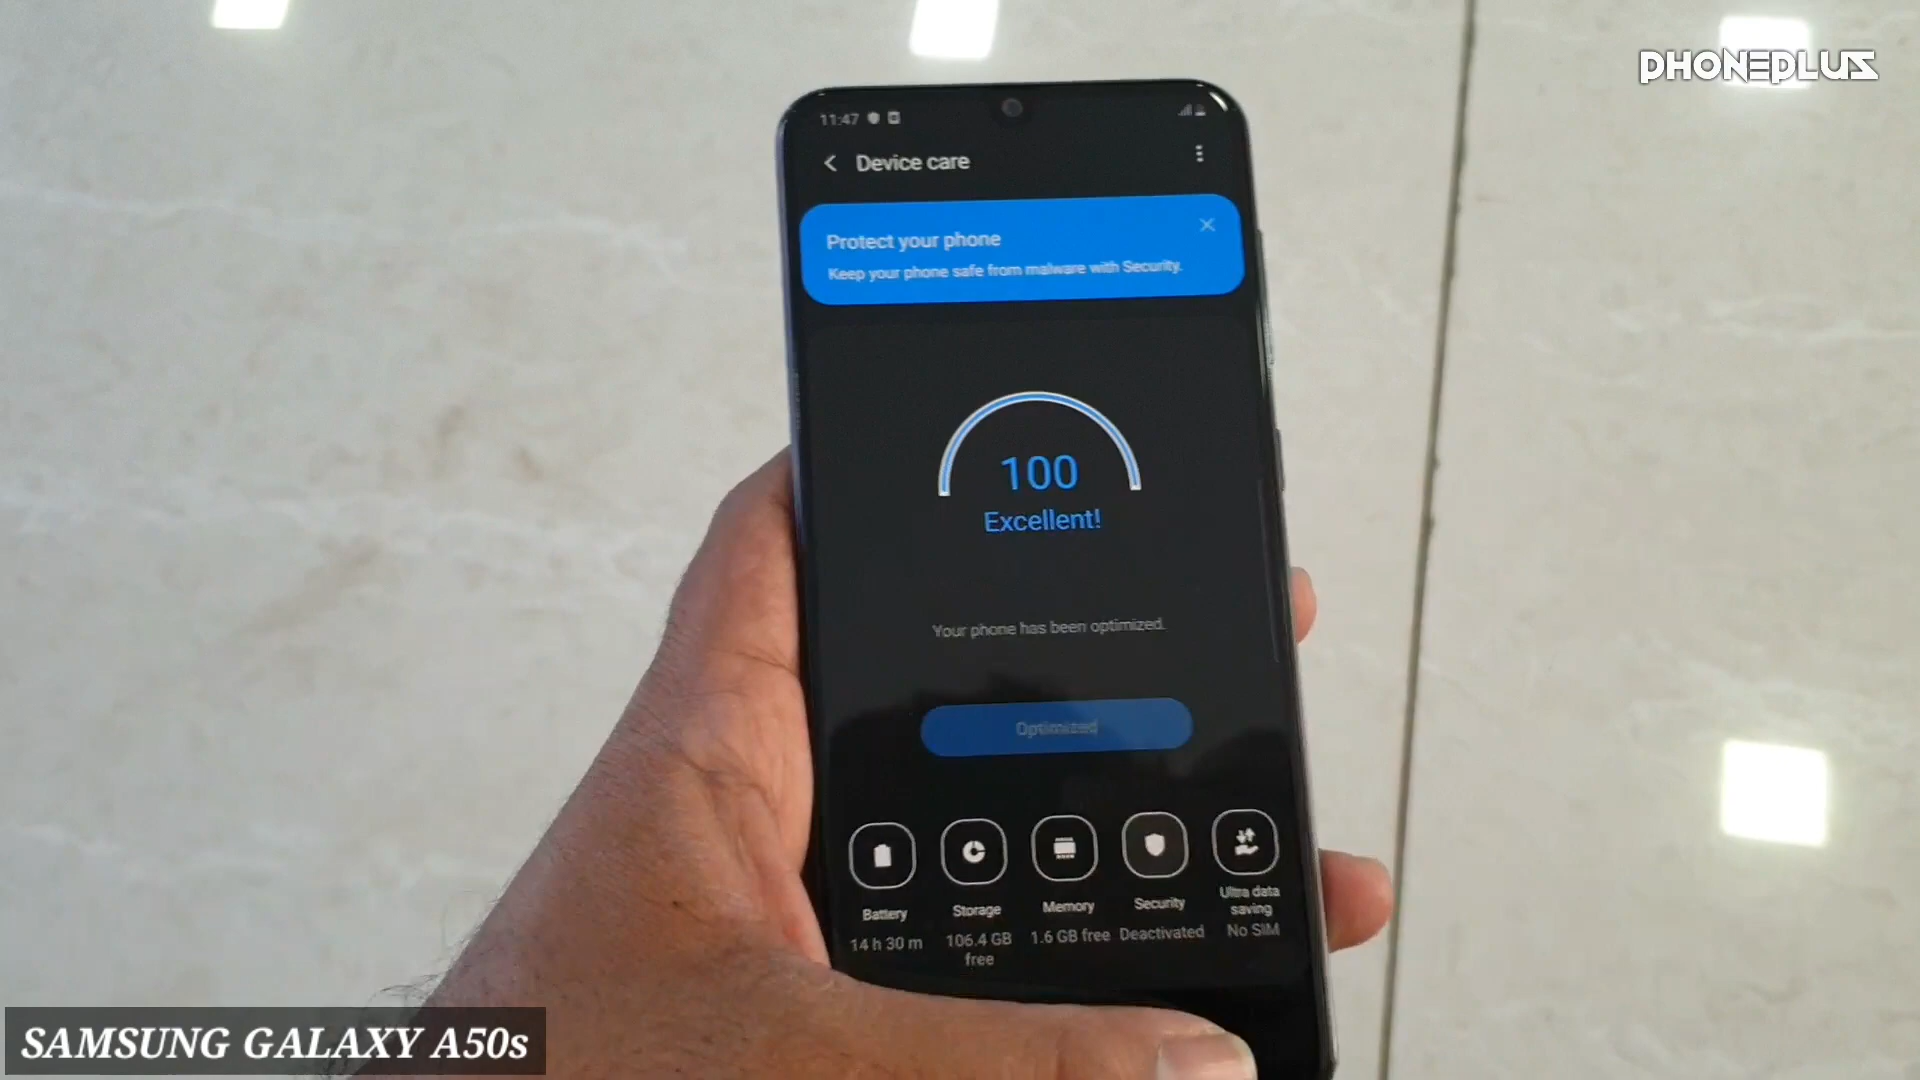 PHONEPLUS
11:47
Device care
Protect your phone
Keep your phone safe from malware with Security.
100
Excellent!
Your phone has been optimized.
Optimized
Battery
14 h 30 m
Storage
106.4 GB
free
Memory
1.6 GB free
Security
Deactivated
Ultra data
saving
No SIM
SAMSUNG GALAXY A50s